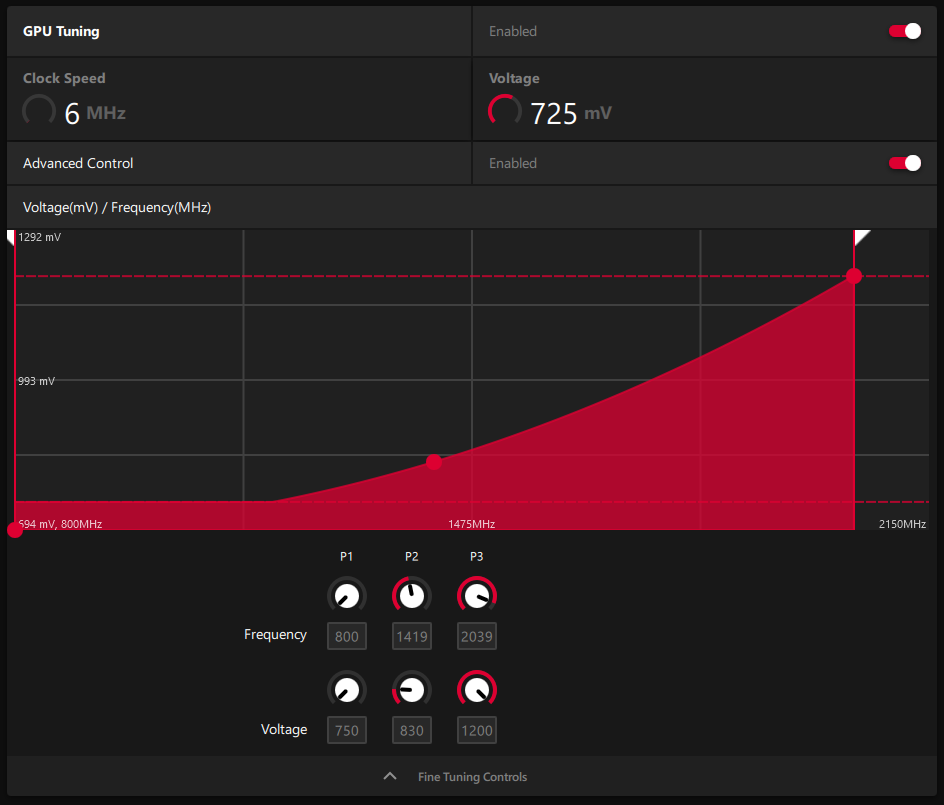 GPU Tuning
Enabled
Clock Speed
Voltage
6 MHz
725 mV
Advanced Control
Enabled
Voltage(mV) / Frequency(MHz)
1292 mV
993 mV
694 mV, 800MHz
1475MHz
2150MHz
P1 P2 P3
Frequency 800 1419 2039
Voltage 750 830 1200
Fine Tuning Controls